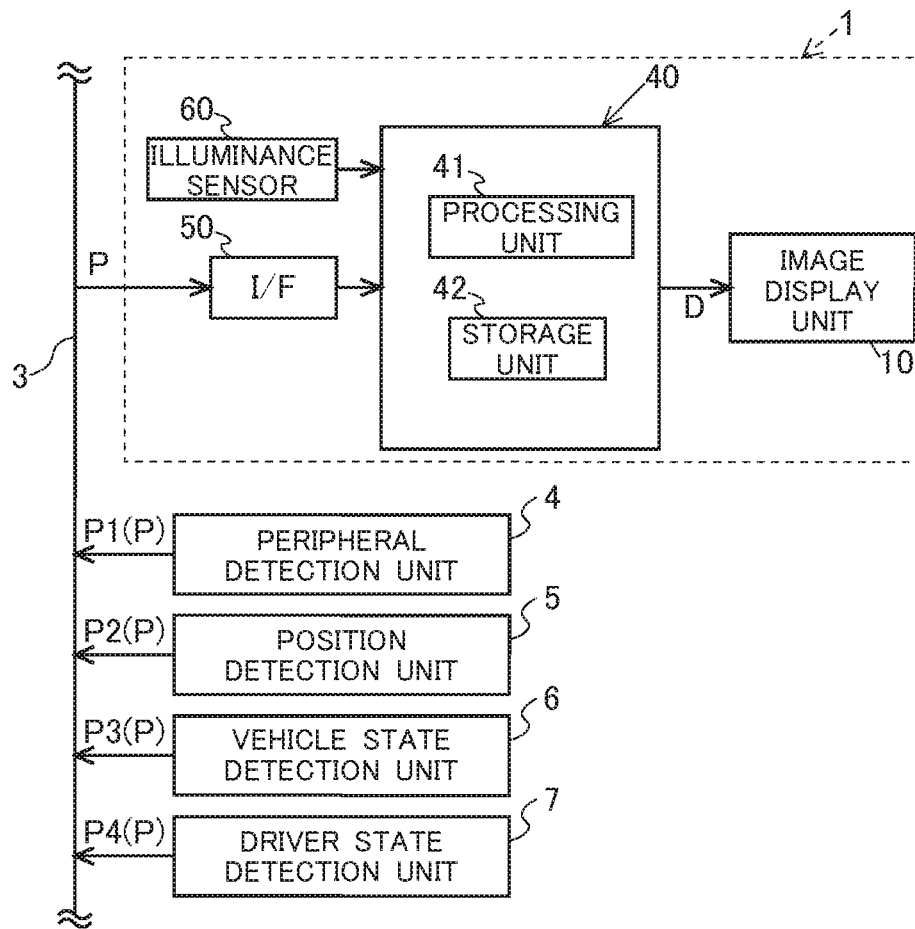 1
40
60
ILLUMINANCE
SENSOR
41
PROCESSING
UNIT
50
I/F
P
42
STORAGE
UNIT
D
IMAGE
DISPLAY
UNIT
10
3
4
P1(P)
PERIPHERAL
DETECTION UNIT
5
P2(P)
POSITION
DETECTION UNIT
6
P3(P)
VEHICLE STATE
DETECTION UNIT
7
P4(P)
DRIVER STATE
DETECTION UNIT